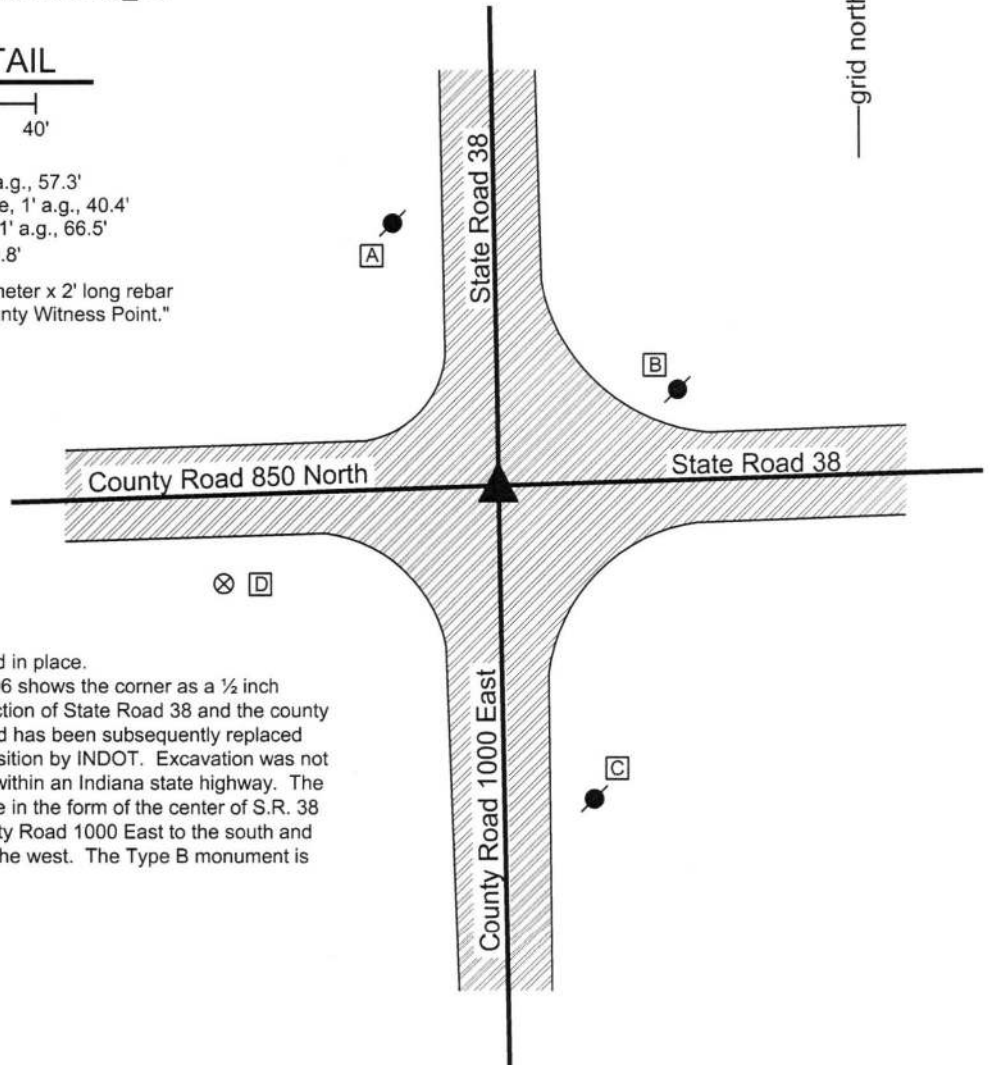 TAIL
40'
a.g., 57.3'
e, 1' a.g., 40.4'
1' a.g., 66.5'
.8'
meter x 2' long rebar
nty Witness Point."
grid north
State Road 38
A
B
County Road 850 North
State Road 38
D
d in place.
6 shows the corner as a ½ inch
ction of State Road 38 and the county
d has been subsequently replaced
sition by INDOT. Excavation was not
within an Indiana state highway. The
e in the form of the center of S.R. 38
ty Road 1000 East to the south and
he west. The Type B monument is
County Road 1000 East
C